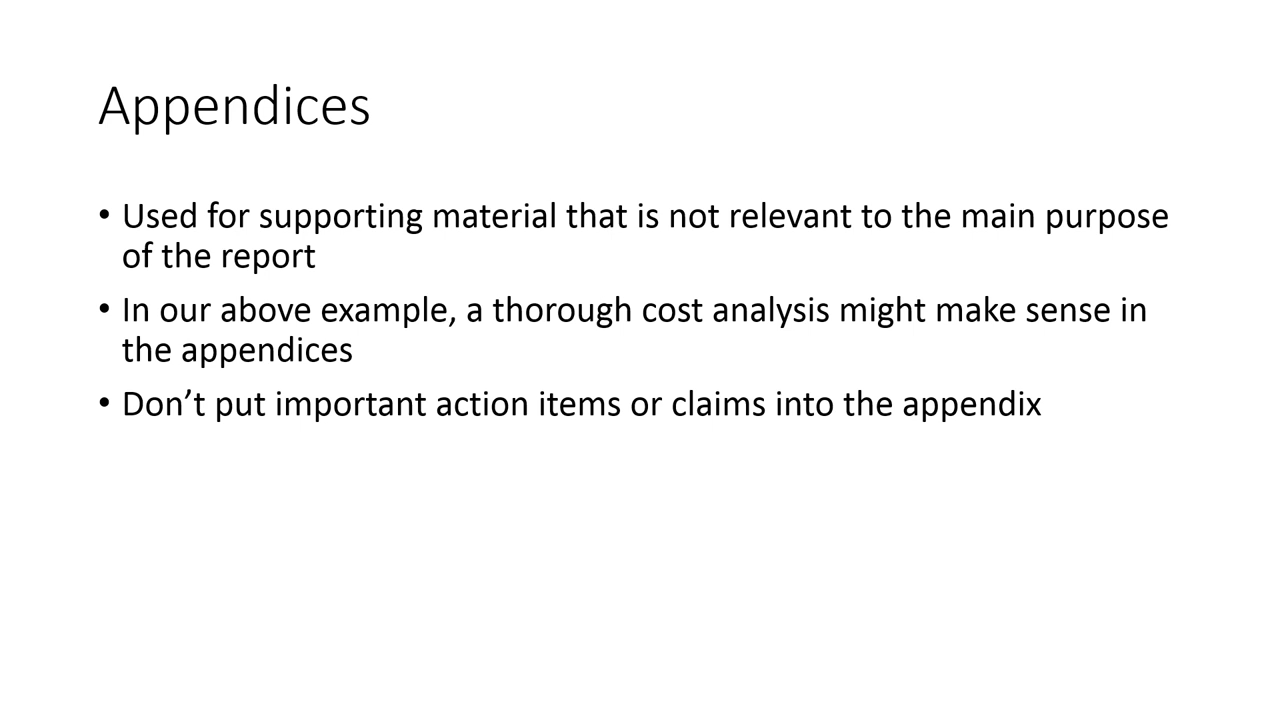 Appendices
• Used for supporting material that is not relevant to the main purpose
of the report
• In our above example, a thorough cost analysis might make sense in
the appendices
• Don’t put important action items or claims into the appendix